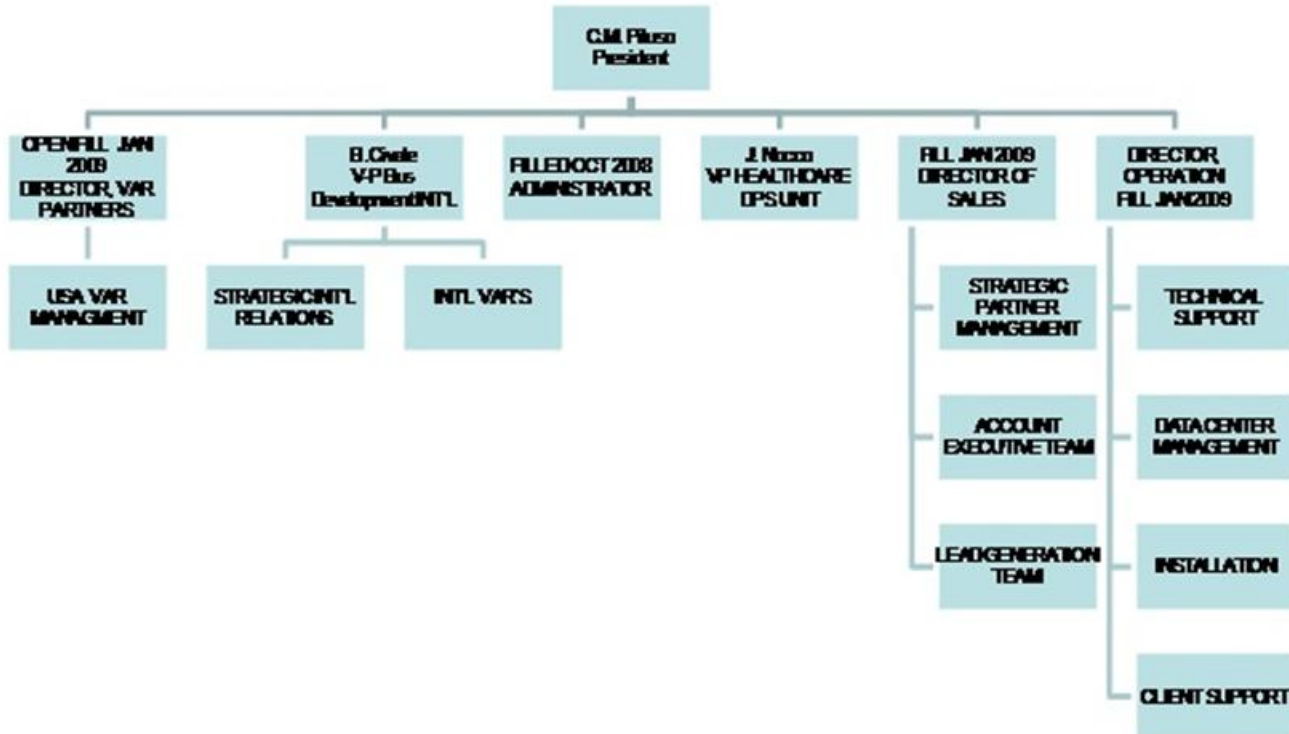 C.M. Piluso
President
OPEN FILL JAN
2009
DIRECTOR, VAR
PARTNERS
B. Civale
V-P Bus
Development INT'L
FILLED OCT 2008
ADMINISTRATOR
J. Nocco
VP HEALTHCARE
UNIT
FILL JAN 2009
DIRECTOR OF
SALES
DIRECTOR,
OPERATION
FILL JAN 2009
USA VAR
MANAGMENT
STRATEGIC INT'L
RELATIONS
INT'L VAR'S
STRATEGIC
PARTNER
MANAGEMENT
TECHNICAL
SUPPORT
ACCOUNT
EXECUTIVE TEAM
DATA CENTER
MANAGEMENT
LEAD GENERATION
TEAM
INSTALLATION
CLIENT SUPPORT